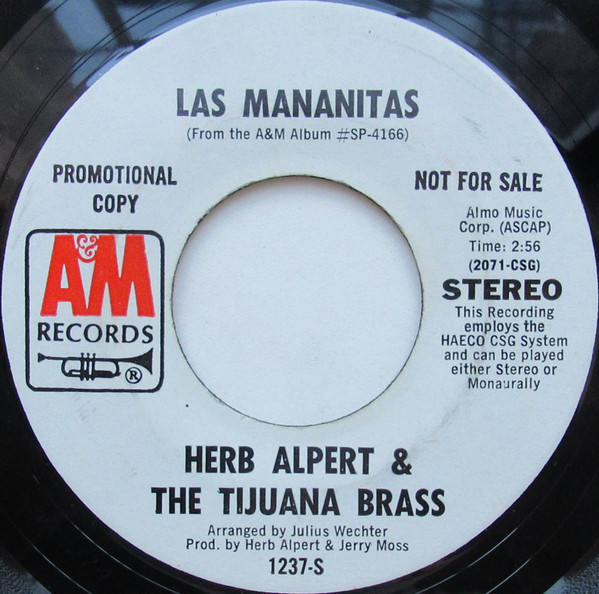 LAS MANANITAS
(From the A&M Album #SP-4166)
PROMOTIONAL
COPY
NOT FOR SALE
Almo Music
Corp. (ASCAP)
Time: 2:56
(2071-CSG)
STEREO
This Recording
employs the
HAECO CSG System
and can be played
either Stereo or
Monaurally
A&M
RECORDS
®
HERB ALPERT &
THE TIJUANA BRASS
Arranged by Julius Wechter
Prod. by Herb Alpert & Jerry Moss
1237-S